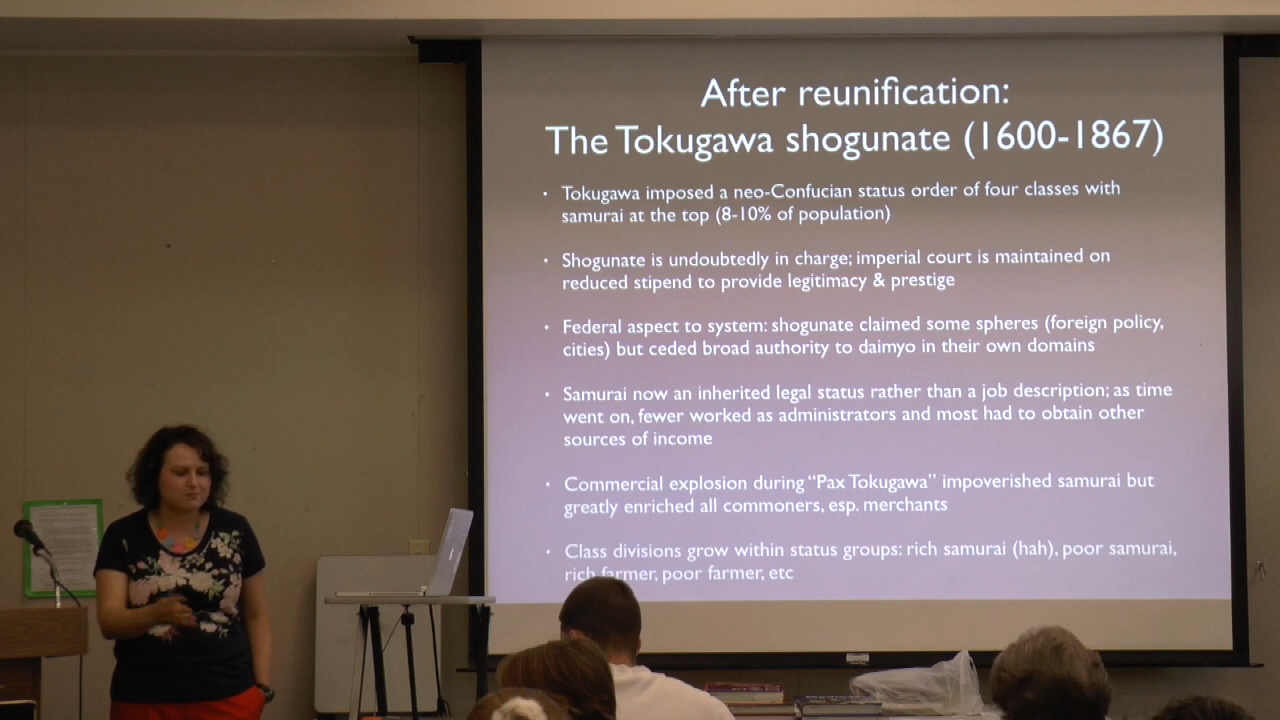 After reunification:
The Tokugawa shogunate (1600-1867)
• Tokugawa imposed a neo-Confucian status order of four classes with
samurai at the top (8-10% of population)
• Shogunate is undoubtedly in charge; imperial court is maintained on
reduced stipend to provide legitimacy & prestige
• Federal aspect to system: shogunate claimed some spheres (foreign policy,
cities) but ceded broad authority to daimyo in their own domains
• Samurai now an inherited legal status rather than a job description; as time
went on, fewer worked as administrators and most had to obtain other
sources of income
• Commercial explosion during “Pax Tokugawa” impoverished samurai but
greatly enriched all commoners, esp. merchants
• Class divisions grow within status groups: rich samurai (hah), poor samurai,
rich farmer, poor farmer, etc